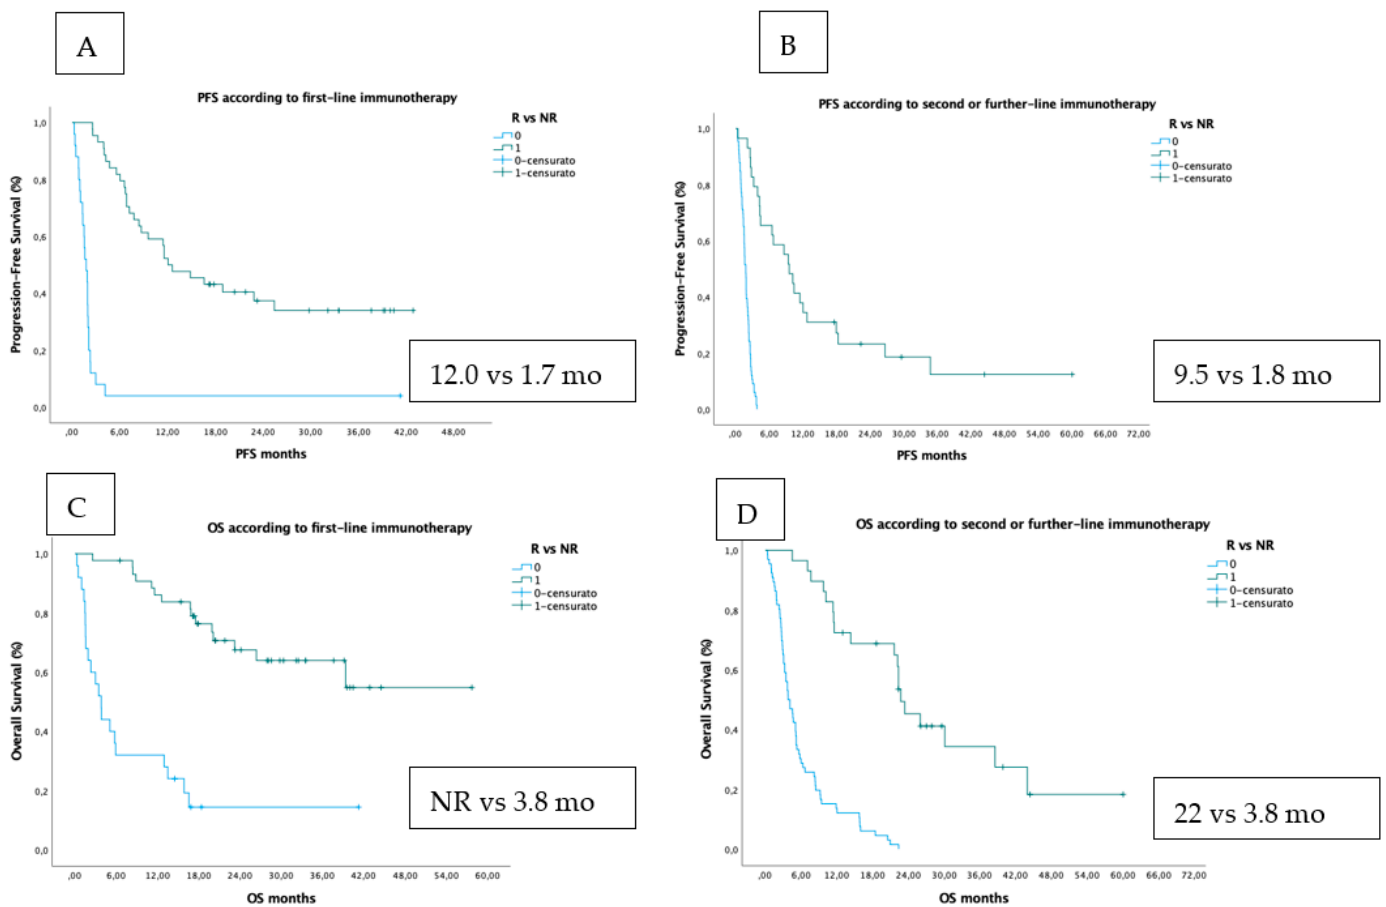 A
PFS according to first-line immunotherapy
R vs NR
0
1
0-censurato
1-censurato
Progression-Free Survival (%)
1,0
0,8
0,6
0,4
0,2
0,0
,00 6,00 12,00 18,00 24,00 30,00 36,00 42,00 48,00
PFS months
12.0 vs 1.7 mo
B
PFS according to second or further-line immunotherapy
R vs NR
0
1
0-censurato
1-censurato
Progression-Free Survival (%)
1,0
0,8
0,6
0,4
0,2
0,0
,00 6,00 12,00 18,00 24,00 30,00 36,00 42,00 48,00 54,00 60,00 66,00 72,00
PFS months
9.5 vs 1.8 mo
C
OS according to first-line immunotherapy
R vs NR
0
1
0-censurato
1-censurato
Overall Survival (%)
1,0
0,8
0,6
0,4
0,2
0,0
,00 6,00 12,00 18,00 24,00 30,00 36,00 42,00 48,00 54,00 60,00
OS months
NR vs 3.8 mo
D
OS according to second or further-line immunotherapy
R vs NR
0
1
0-censurato
1-censurato
Overall Survival (%)
1,0
0,8
0,6
0,4
0,2
0,0
,00 6,00 12,00 18,00 24,00 30,00 36,00 42,00 48,00 54,00 60,00 66,00 72,00
OS months
22 vs 3.8 mo